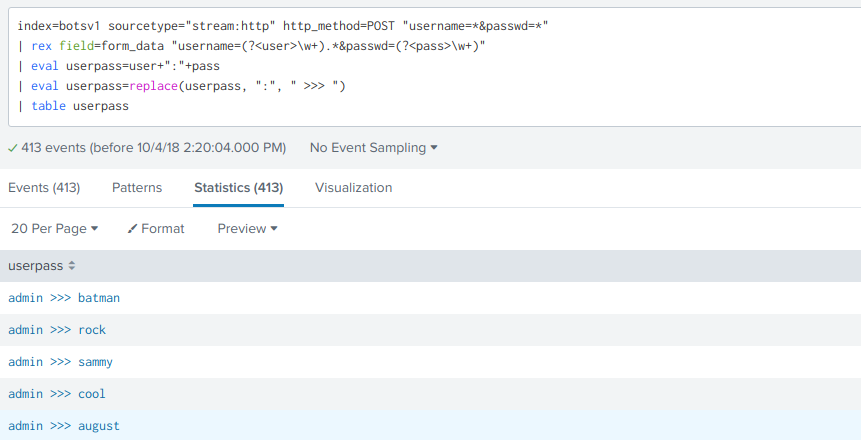 index=botsv1 sourcetype="stream:http" http_method=POST "username=*&passwd=*"
| rex field=form_data "username=(?<user>\w+).*&passwd=(?<pass>\w+)"
| eval userpass=user+":"+pass
| eval userpass=replace(userpass, ":", " >>> ")
| table userpass
✓ 413 events (before 10/4/18 2:20:04.000 PM) No Event Sampling
Events (413) Patterns Statistics (413) Visualization
20 Per Page Format Preview
userpass
admin >>> batman
admin >>> rock
admin >>> sammy
admin >>> cool
admin >>> august